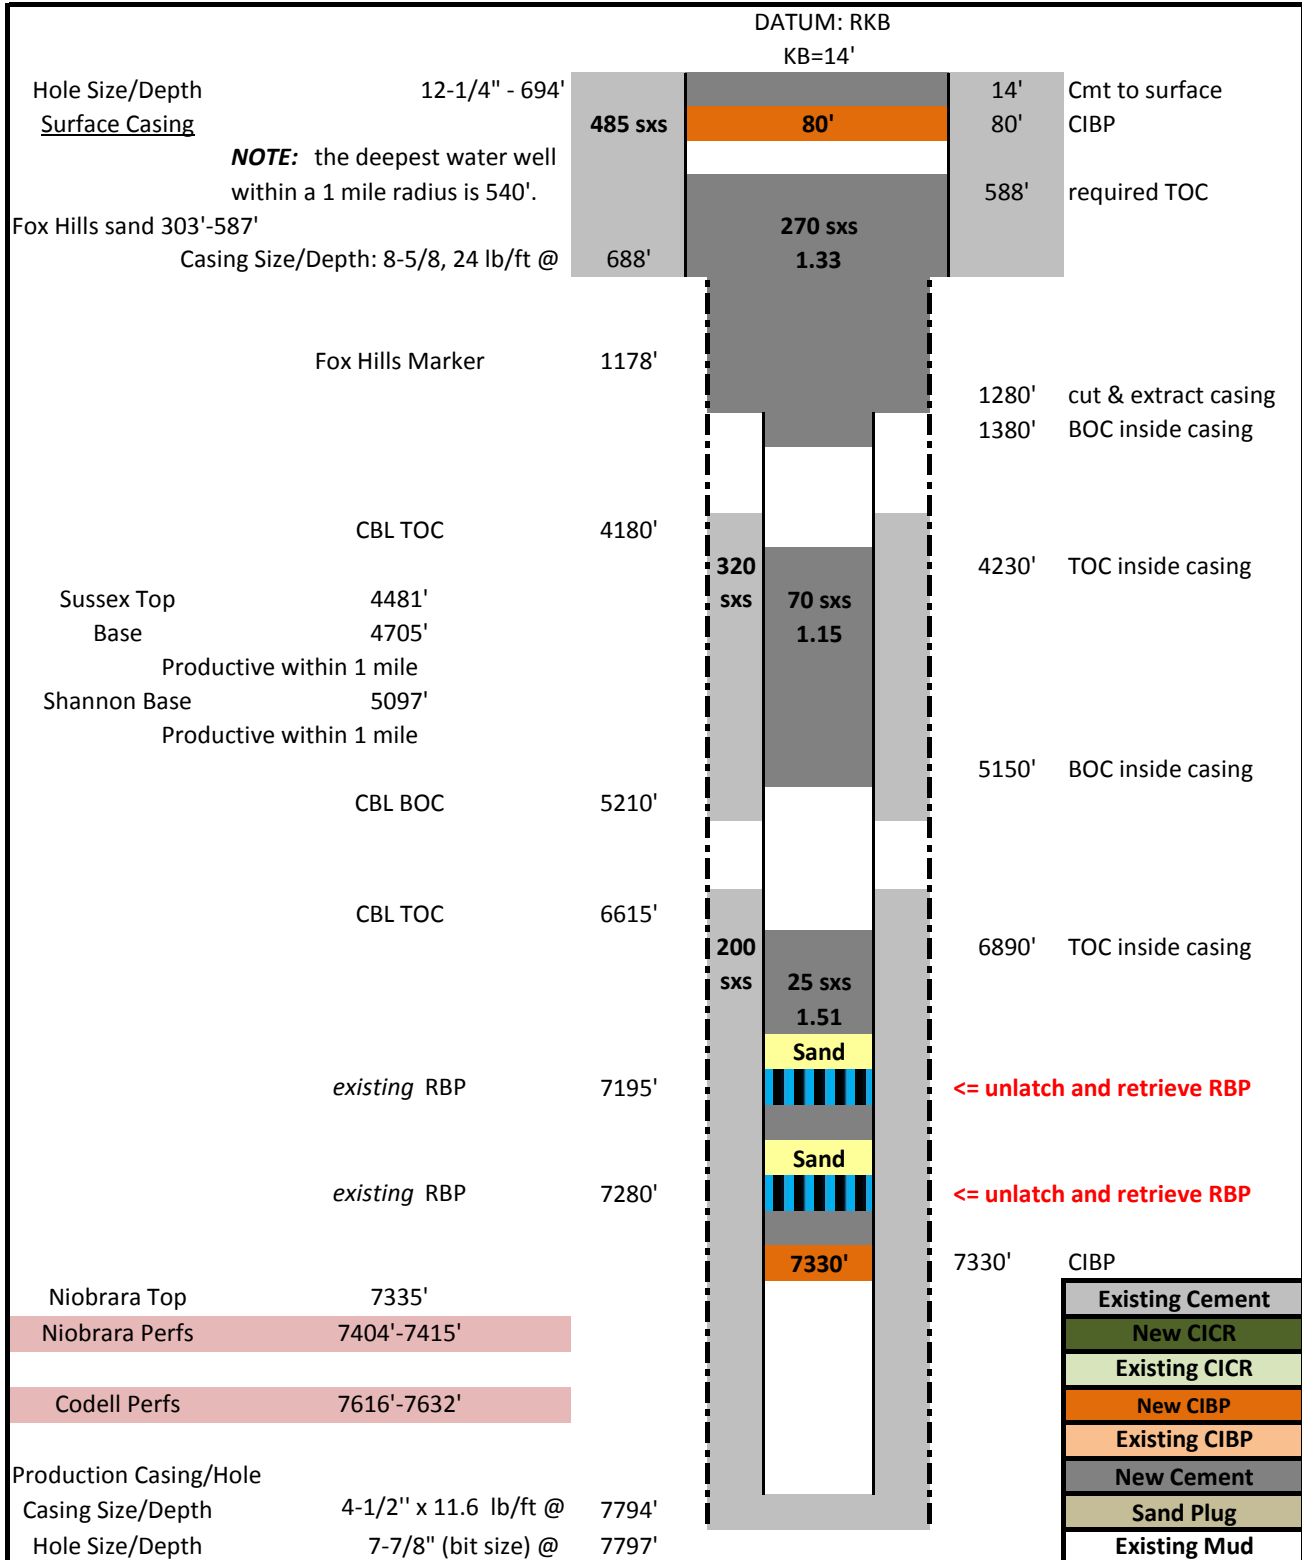 DATUM: RKB
KB=14'
Hole Size/Depth 12-1/4" - 694' 14' Cmt to surface
Surface Casing 485 sxs 80' 80' CIBP
NOTE: the deepest water well
within a 1 mile radius is 540'. 588' required TOC
Fox Hills sand 303'-587' 270 sxs
Casing Size/Depth: 8-5/8, 24 lb/ft @ 688' 1.33
Fox Hills Marker 1178'
1280' cut & extract casing
1380' BOC inside casing
CBL TOC 4180'
320 4230' TOC inside casing
Sussex Top 4481' sxs 70 sxs
Base 4705' 1.15
Productive within 1 mile
Shannon Base 5097'
Productive within 1 mile
5150' BOC inside casing
CBL BOC 5210'
CBL TOC 6615'
200 6890' TOC inside casing
sxs 25 sxs
1.51
Sand
existing RBP 7195' <= unlatch and retrieve RBP
Sand
existing RBP 7280' <= unlatch and retrieve RBP
7330' 7330' CIBP
Niobrara Top 7335' Existing Cement
Niobrara Perfs 7404'-7415' New CICR
Existing CICR
Codell Perfs 7616'-7632' New CIBP
Existing CIBP
Production Casing/Hole New Cement
Casing Size/Depth 4-1/2'' x 11.6 lb/ft @ 7794' Sand Plug
Hole Size/Depth 7-7/8" (bit size) @ 7797' Existing Mud